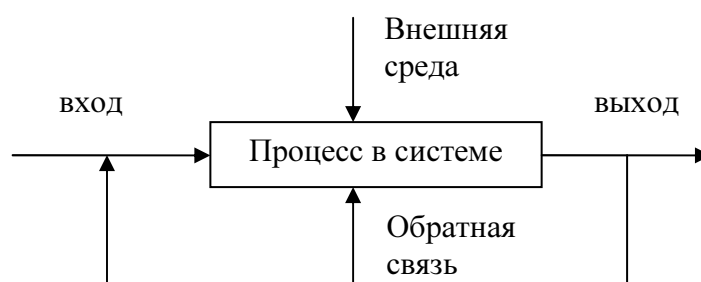 Внешняя
среда
вход
выход
Процесс в системе
Обратная
связь